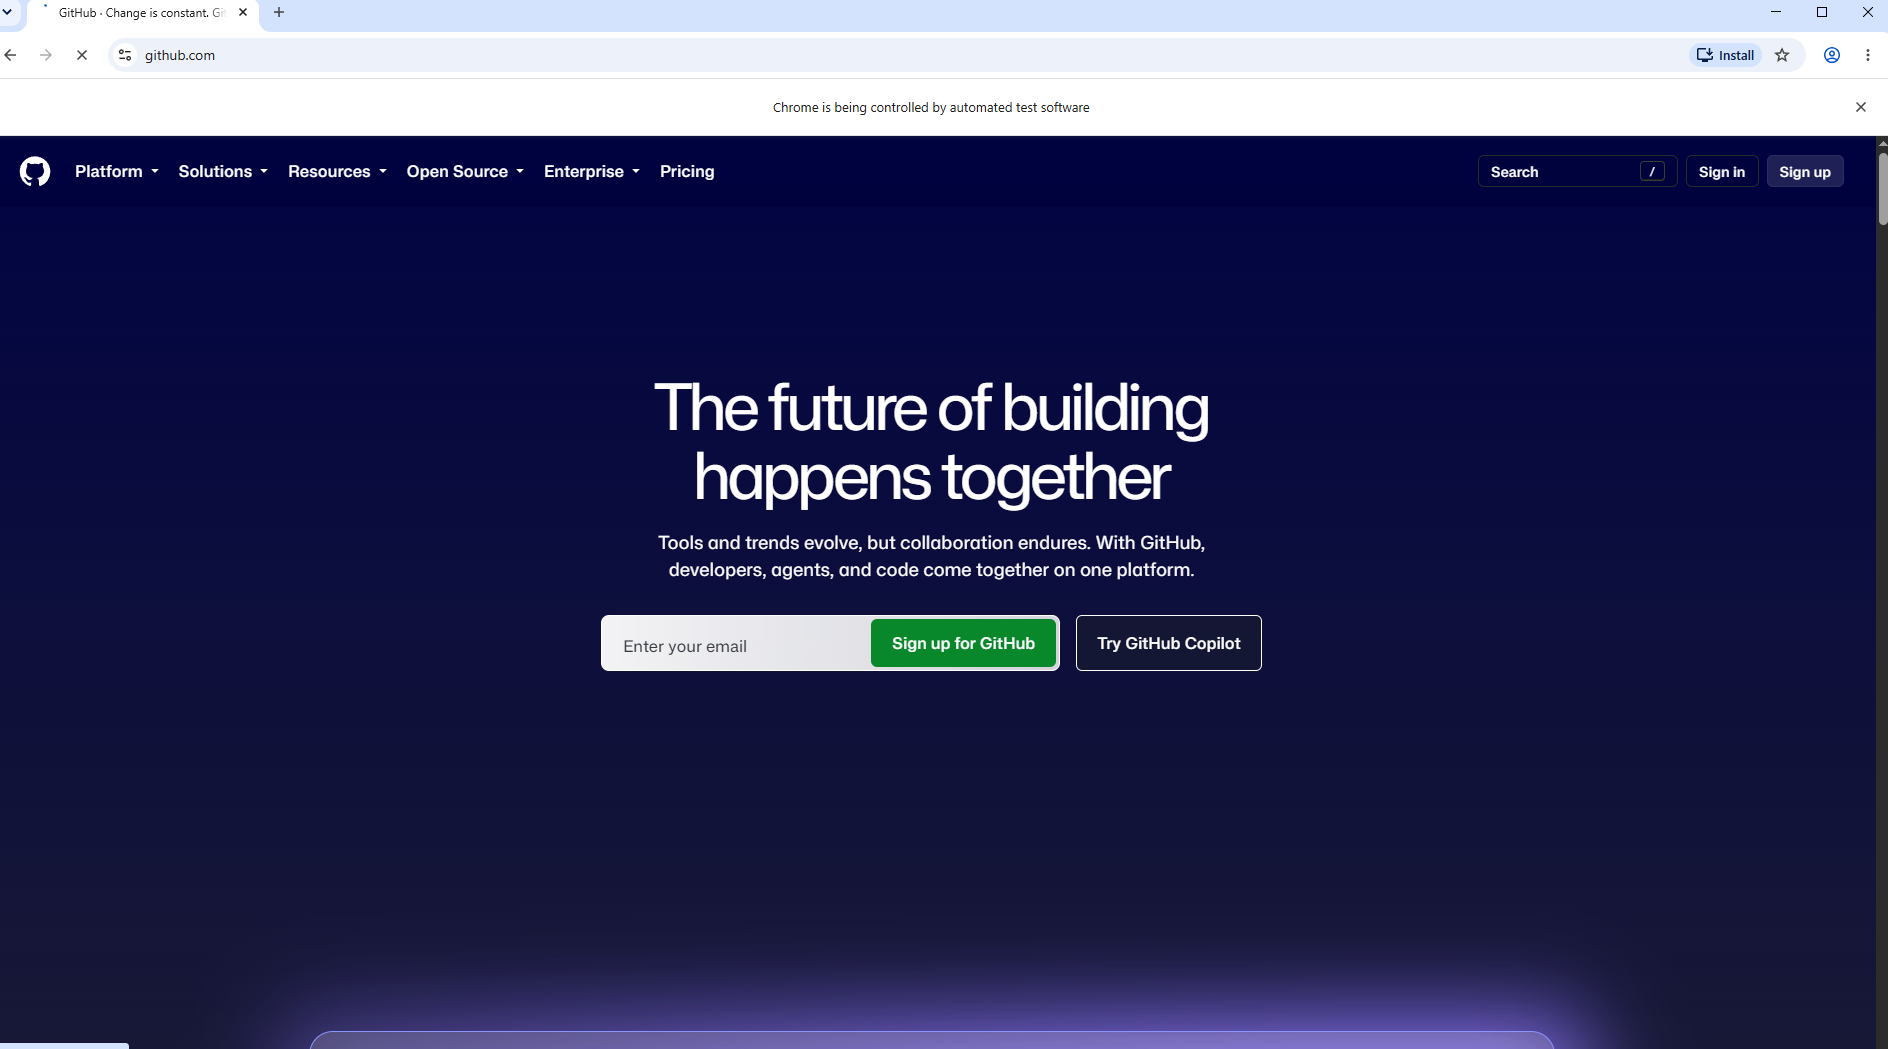 GitHub · Change is constant. Gi
github.com
Install
Chrome is being controlled by automated test software
Platform
Solutions
Resources
Open Source
Enterprise
Pricing
Search
/
Sign in
Sign up
The future of building
happens together
Tools and trends evolve, but collaboration endures. With GitHub,
developers, agents, and code come together on one platform.
Enter your email
Sign up for GitHub
Try GitHub Copilot